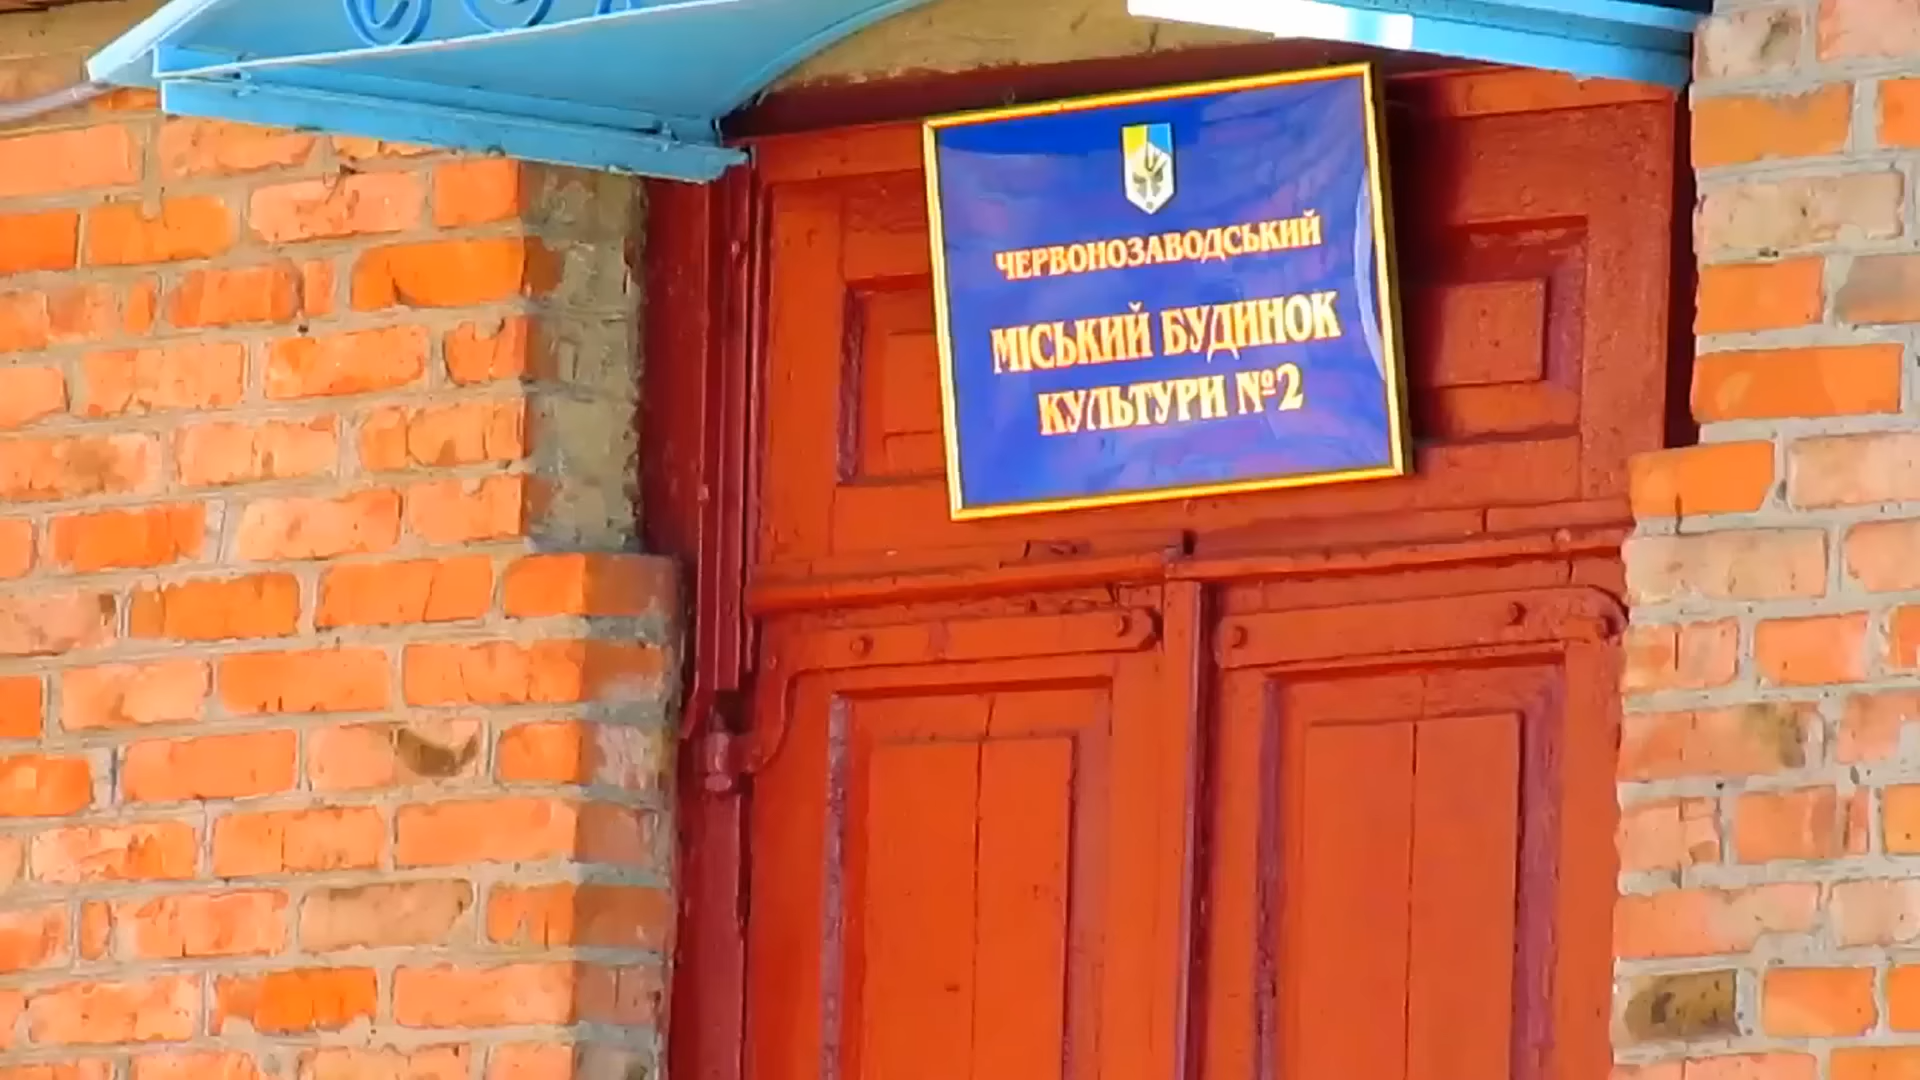 ЧЕРВОНОЗАВОДСЬКИЙ
МІСЬКИЙ БУДИНОК
КУЛЬТУРИ №2